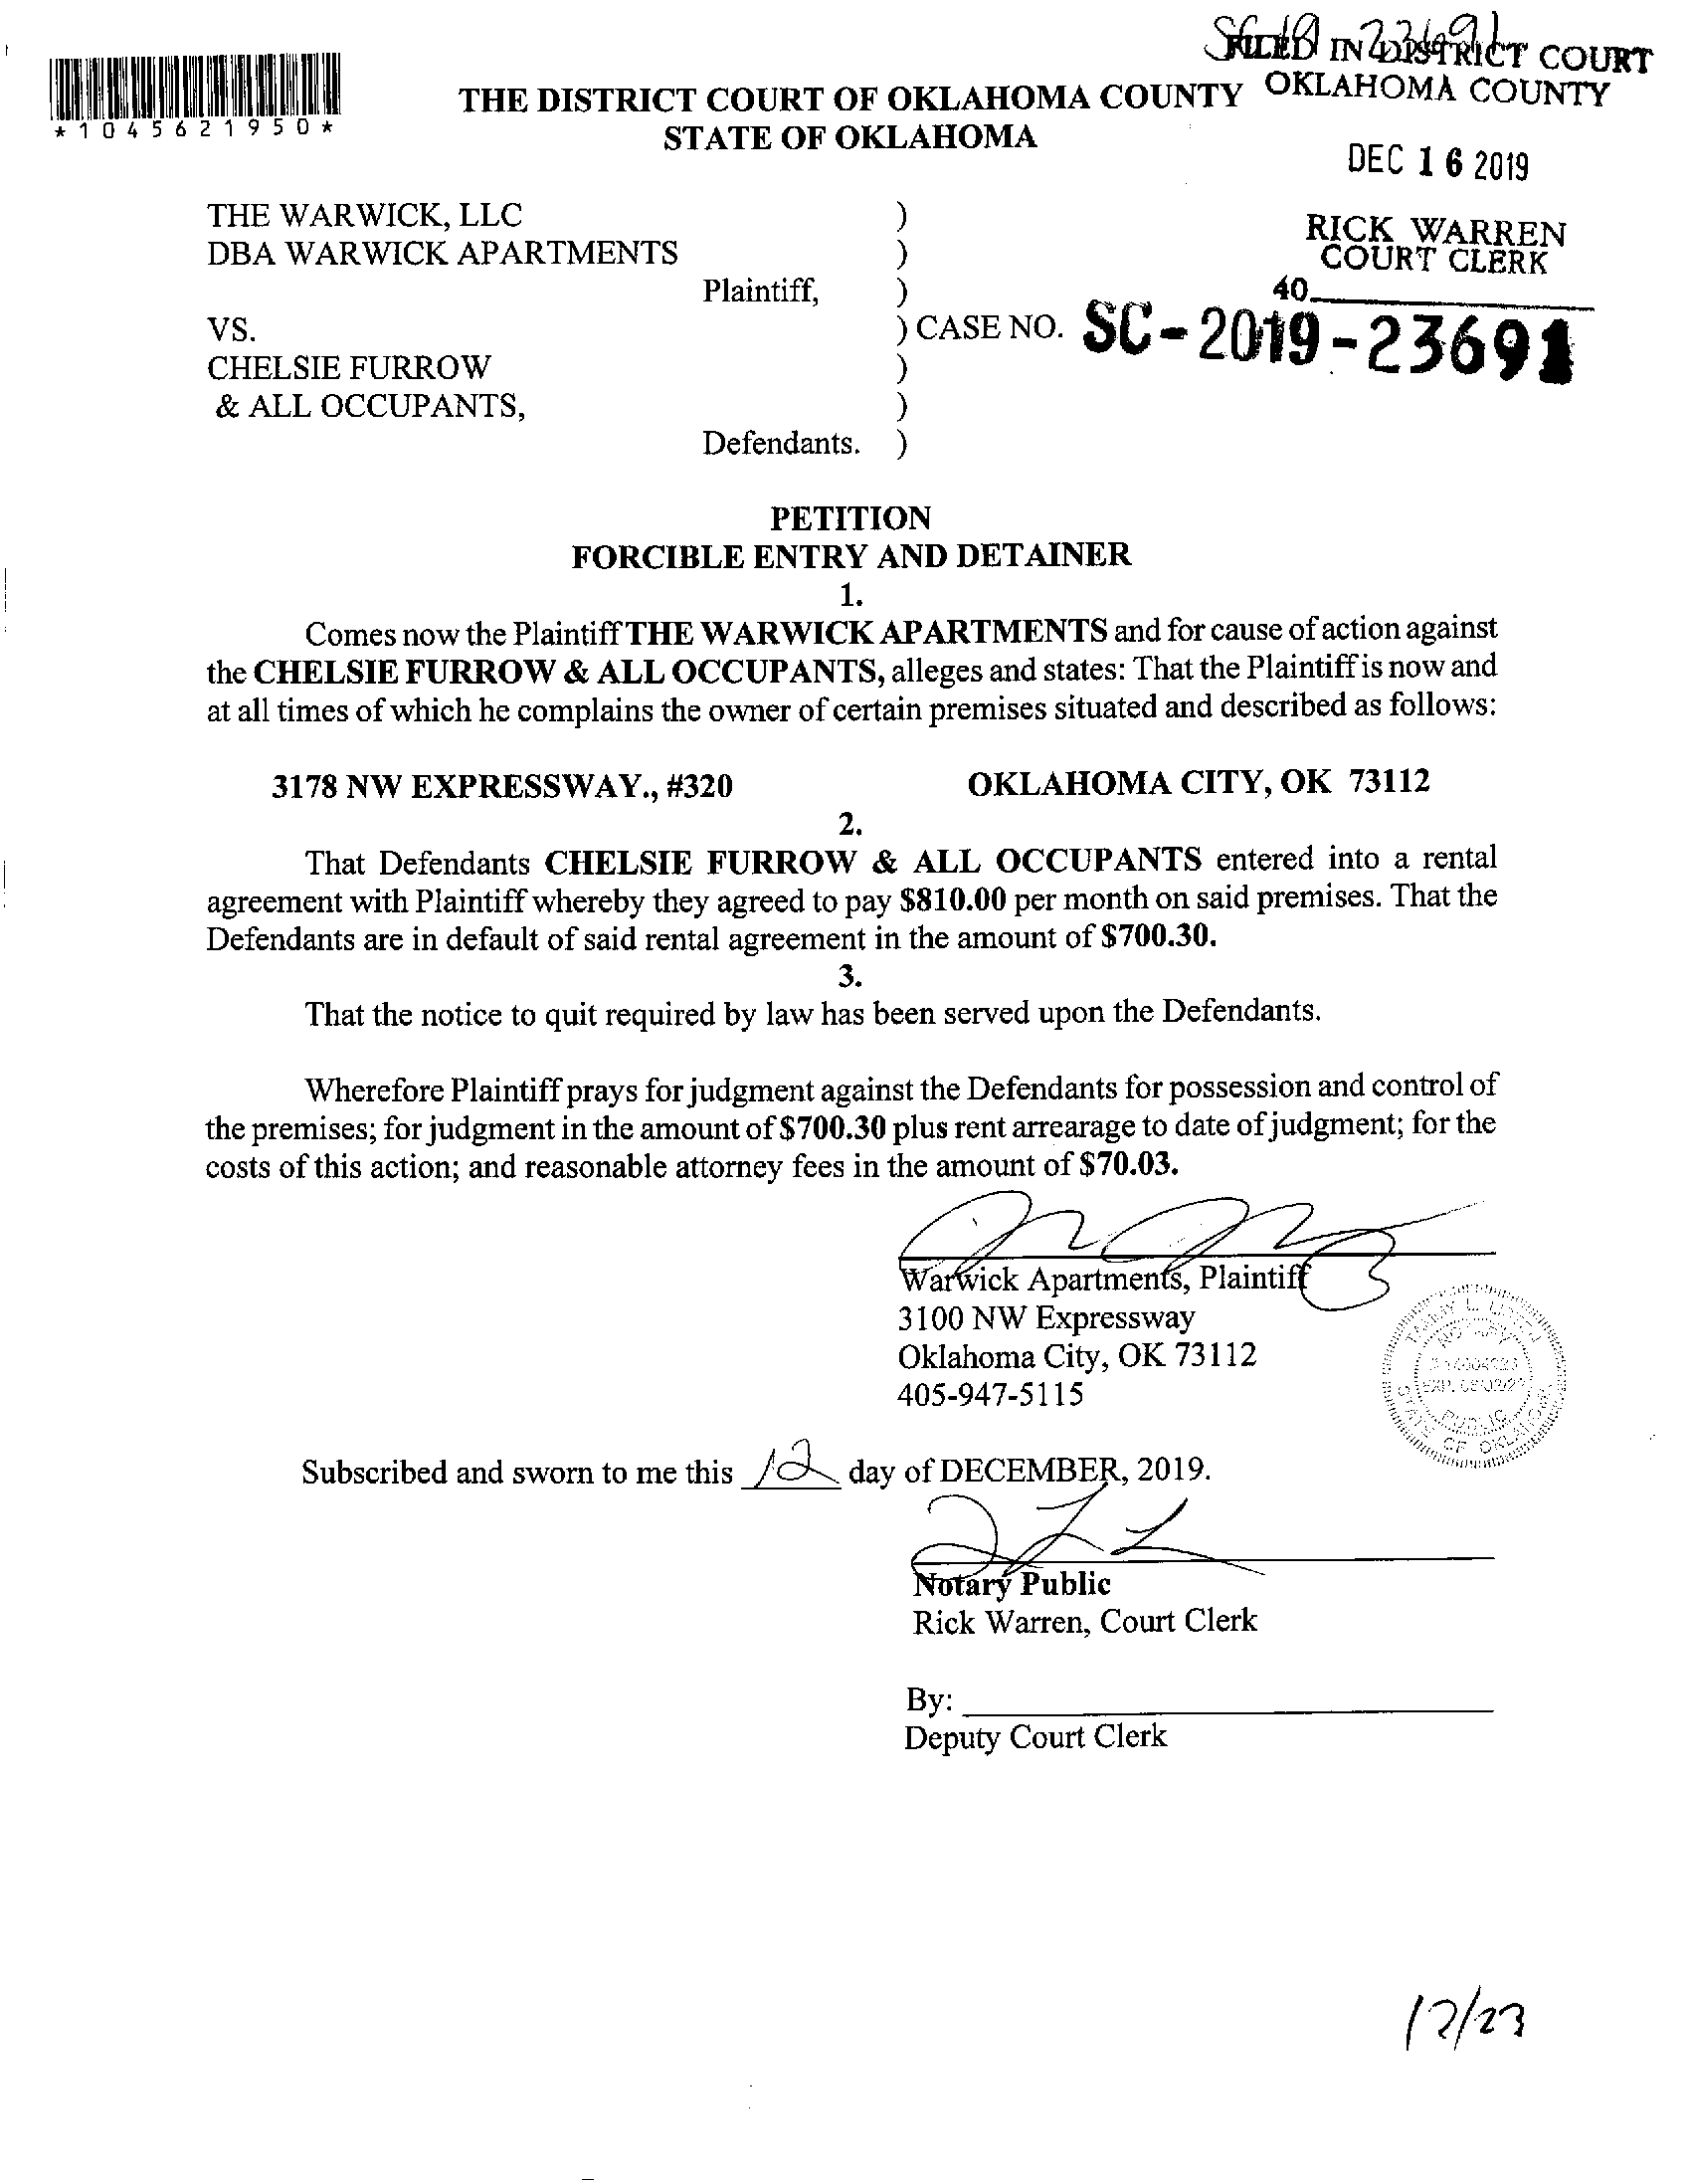 SC 19 - 23691
FILED IN DISTRICT COURT
OKLAHOMA COUNTY
*1045621950*
THE DISTRICT COURT OF OKLAHOMA COUNTY
STATE OF OKLAHOMA
DEC 16 2019
RICK WARREN
COURT CLERK
40
THE WARWICK, LLC )
DBA WARWICK APARTMENTS )
Plaintiff, )
VS. ) CASE NO. SC-2019-23691
CHELSIE FURROW )
& ALL OCCUPANTS, )
Defendants. )
PETITION
FORCIBLE ENTRY AND DETAINER
1.
Comes now the Plaintiff THE WARWICK APARTMENTS and for cause of action against
the CHELSIE FURROW & ALL OCCUPANTS, alleges and states: That the Plaintiff is now and
at all times of which he complains the owner of certain premises situated and described as follows:
3178 NW EXPRESSWAY., #320 OKLAHOMA CITY, OK 73112
2.
That Defendants CHELSIE FURROW & ALL OCCUPANTS entered into a rental
agreement with Plaintiff whereby they agreed to pay $810.00 per month on said premises. That the
Defendants are in default of said rental agreement in the amount of $700.30.
3.
That the notice to quit required by law has been served upon the Defendants.
Wherefore Plaintiff prays for judgment against the Defendants for possession and control of
the premises; for judgment in the amount of $700.30 plus rent arrearage to date of judgment; for the
costs of this action; and reasonable attorney fees in the amount of $70.03.
Warwick Apartments, Plaintiff
3100 NW Expressway
Oklahoma City, OK 73112
405-947-5115
NOTARY
PUBLIC
STATE OF OKLAHOMA
Subscribed and sworn to me this 12 day of DECEMBER, 2019.
Notary Public
Rick Warren, Court Clerk
By:
Deputy Court Clerk
12/23